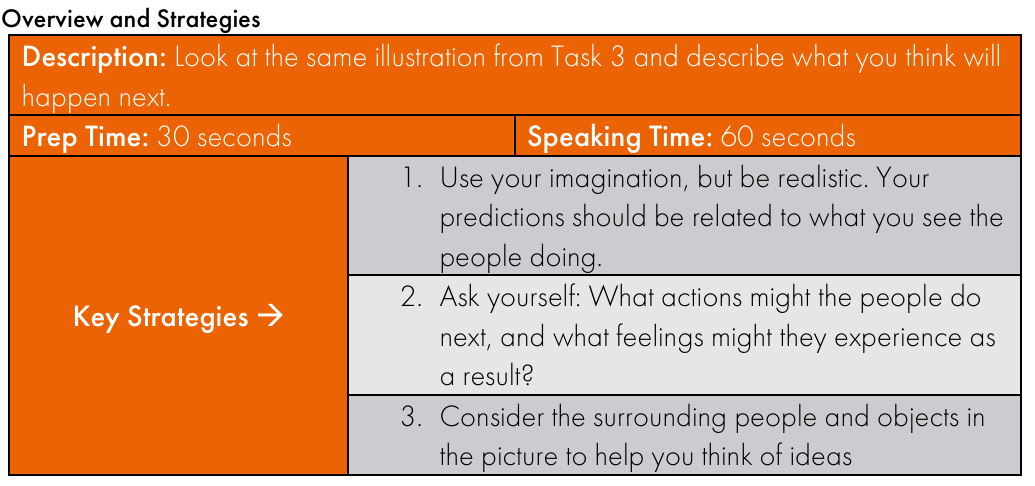 Overview and Strategies
Description: Look at the same illustration from Task 3 and describe what you think will
happen next.
Prep Time: 30 seconds
Speaking Time: 60 seconds
Key Strategies →
1. Use your imagination, but be realistic. Your
predictions should be related to what you see the
people doing.
2. Ask yourself: What actions might the people do
next, and what feelings might they experience as
a result?
3. Consider the surrounding people and objects in
the picture to help you think of ideas